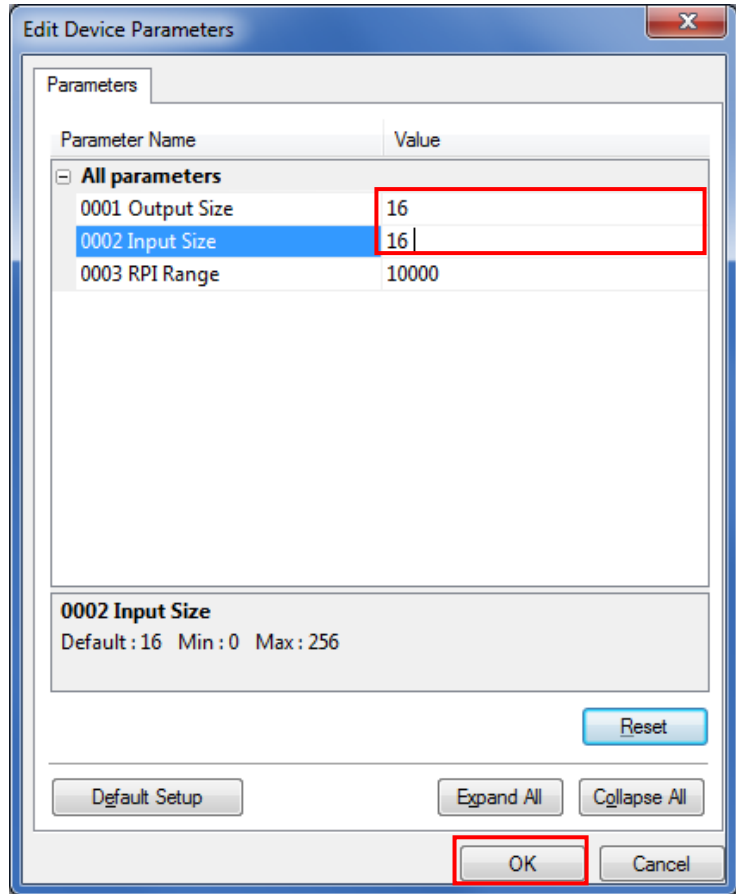 Edit Device Parameters
Parameters
Parameter Name Value
All parameters
0001 Output Size 16
0002 Input Size 16
0003 RPI Range 10000
0002 Input Size
Default : 16 Min : 0 Max : 256
Reset
Default Setup Expand All Collapse All
OK Cancel